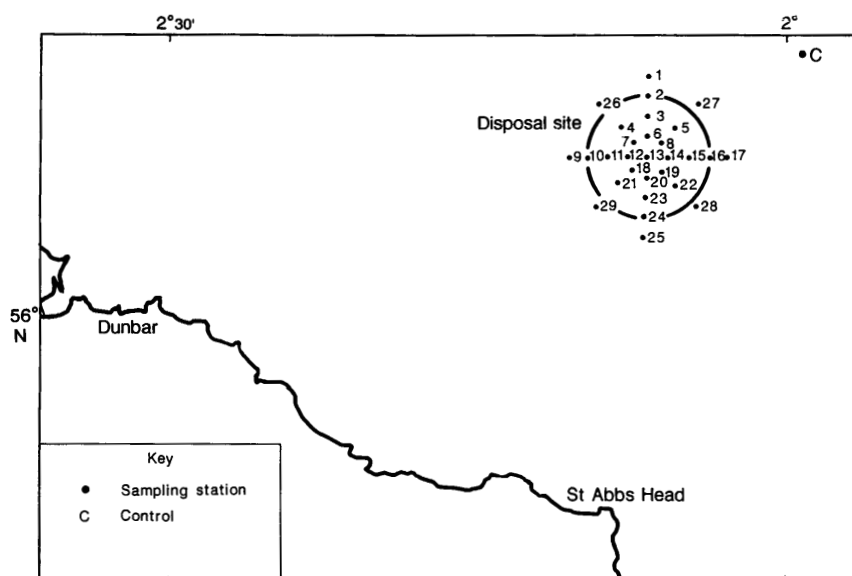 2°30'
2°
C
1
2
26
27
3
Disposal site
4
5
6
7
8
9 10 11 12 13 14 15 16 17
18
19
20
21
22
23
29
28
24
25
56°
N
Dunbar
St Abbs Head
Key
Sampling station
C Control